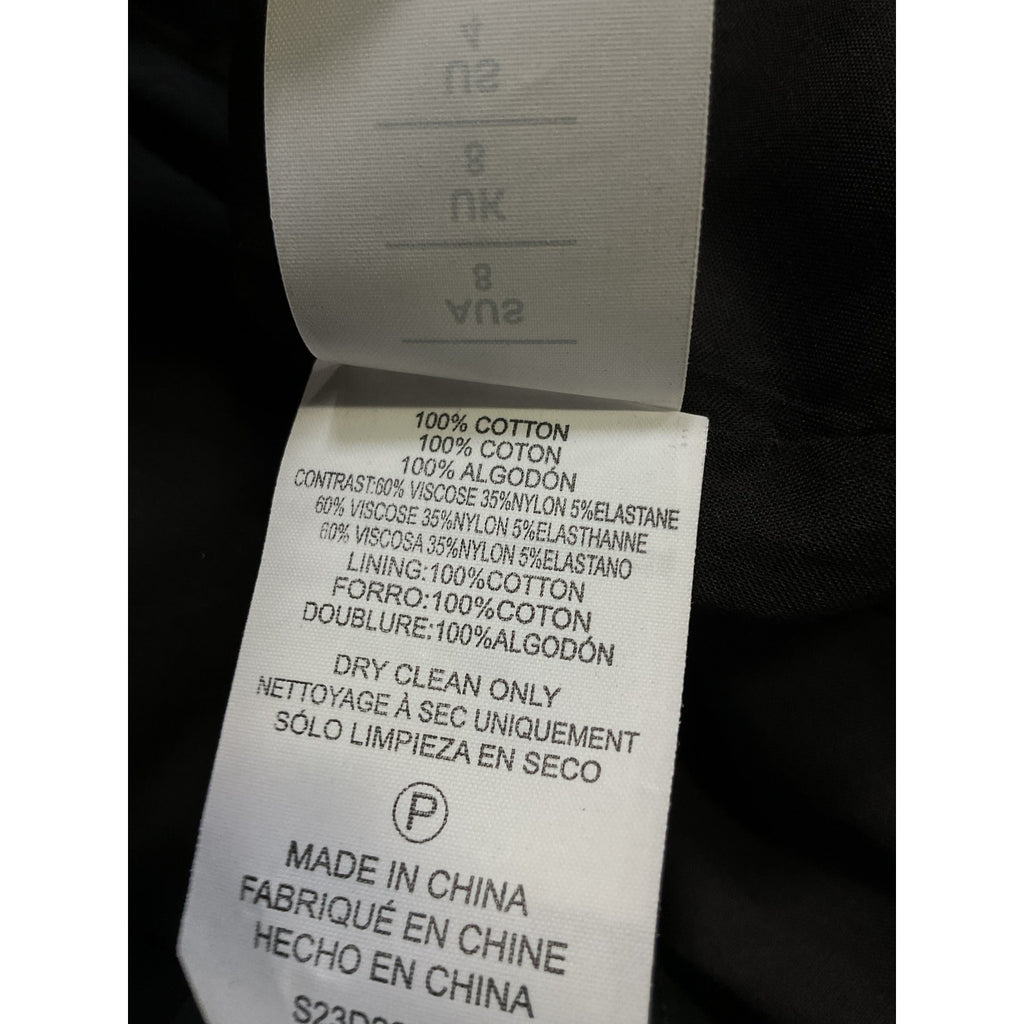 4
US
8
UK
8
AUS
100% COTTON
100% COTON
100% ALGODÓN
CONTRAST:60% VISCOSE 35%NYLON 5%ELASTANE
60% VISCOSE 35%NYLON 5%ELASTHANNE
60% VISCOSA 35%NYLON 5%ELASTANO
LINING:100%COTTON
FORRO:100%COTON
DOUBLURE:100%ALGODÓN
DRY CLEAN ONLY
NETTOYAGE À SEC UNIQUEMENT
SÓLO LIMPIEZA EN SECO
P
MADE IN CHINA
FABRIQUÉ EN CHINE
HECHO EN CHINA